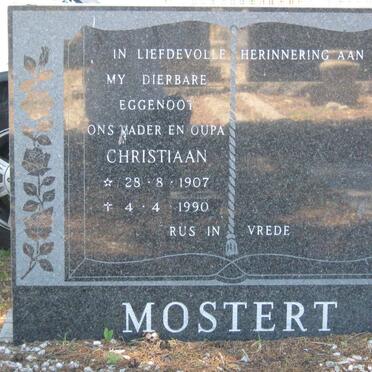 IN LIEFDEVOLLE HERINNERING AAN
MY DIERBARE
EGGENOOT
ONS VADER EN OUPA
CHRISTIAAN
☆ 28·8·1907
† 4·4·1990
RUS IN VREDE
MOSTERT